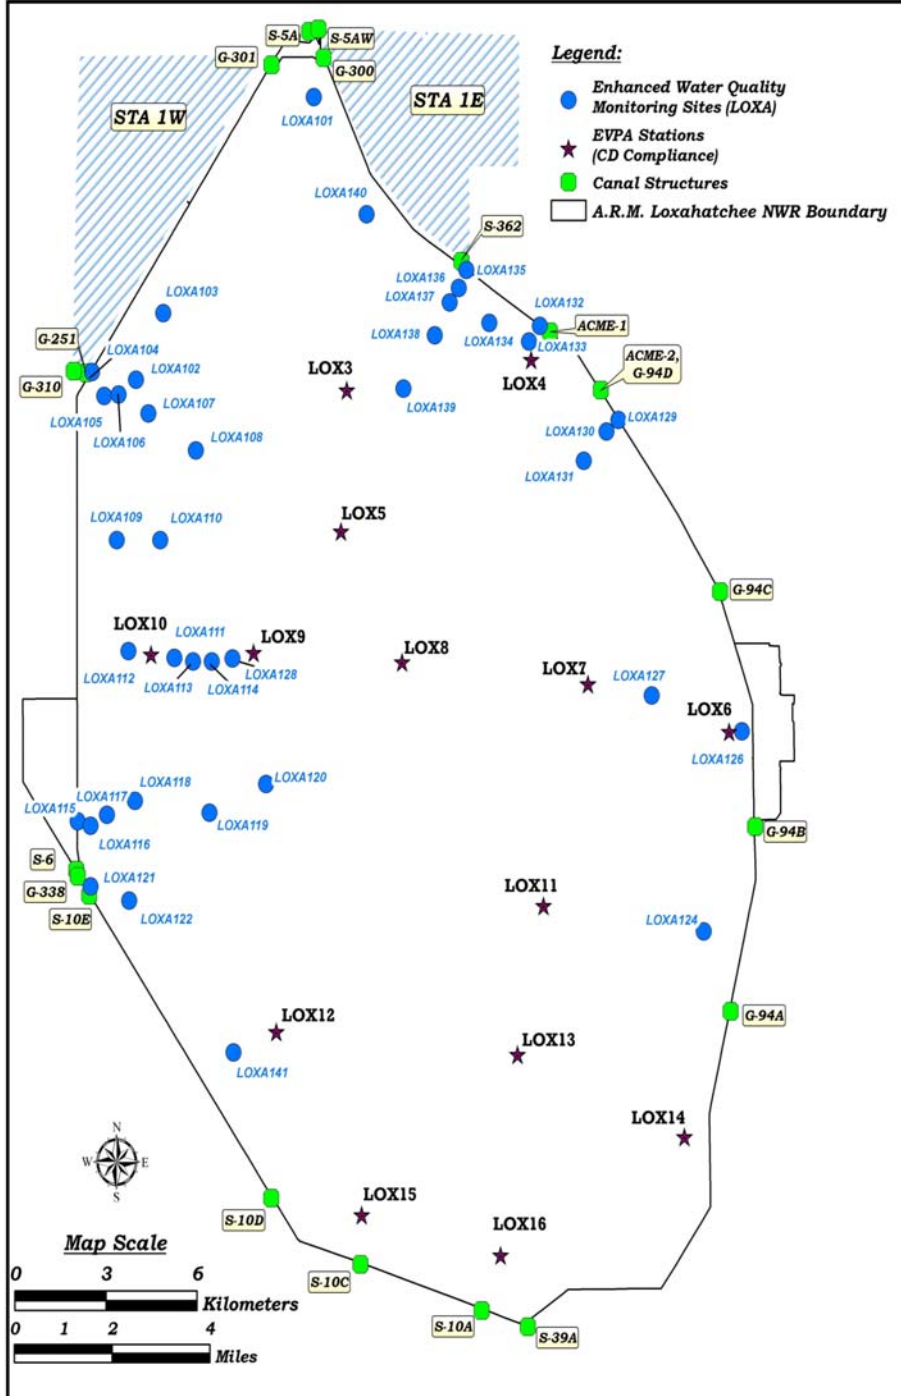 S-5A
S-5AW
G-301
G-300
STA 1W
STA 1E
LOXA101
Legend:
Enhanced Water Quality
Monitoring Sites (LOXA)
EVPA Stations
(CD Compliance)
Canal Structures
A.R.M. Loxahatchee NWR Boundary
LOXA140
S-362
LOXA135
LOXA136
LOXA137
LOXA103
LOXA132
ACME-1
LOXA138
LOXA134
LOXA133
G-251
LOXA104
G-310
LOXA102
LOX3
LOX4
ACME-2,
G-94D
LOXA139
LOXA105
LOXA107
LOXA106
LOXA108
LOXA129
LOXA130
LOXA131
LOX5
LOXA109
LOXA110
G-94C
LOX10
LOXA111
LOX9
LOX8
LOXA112
LOXA113
LOXA114
LOXA128
LOX7
LOXA127
LOX6
LOXA126
LOXA115
LOXA117
LOXA118
LOXA120
LOXA119
LOXA116
G-94B
S-6
LOXA121
G-338
S-10E
LOXA122
LOX11
LOXA124
LOX12
G-94A
LOX13
LOXA141
LOX14
N
W
E
S
LOX15
S-10D
LOX16
Map Scale
0 3 6
Kilometers
S-10C
0 1 2 4
Miles
S-10A
S-39A